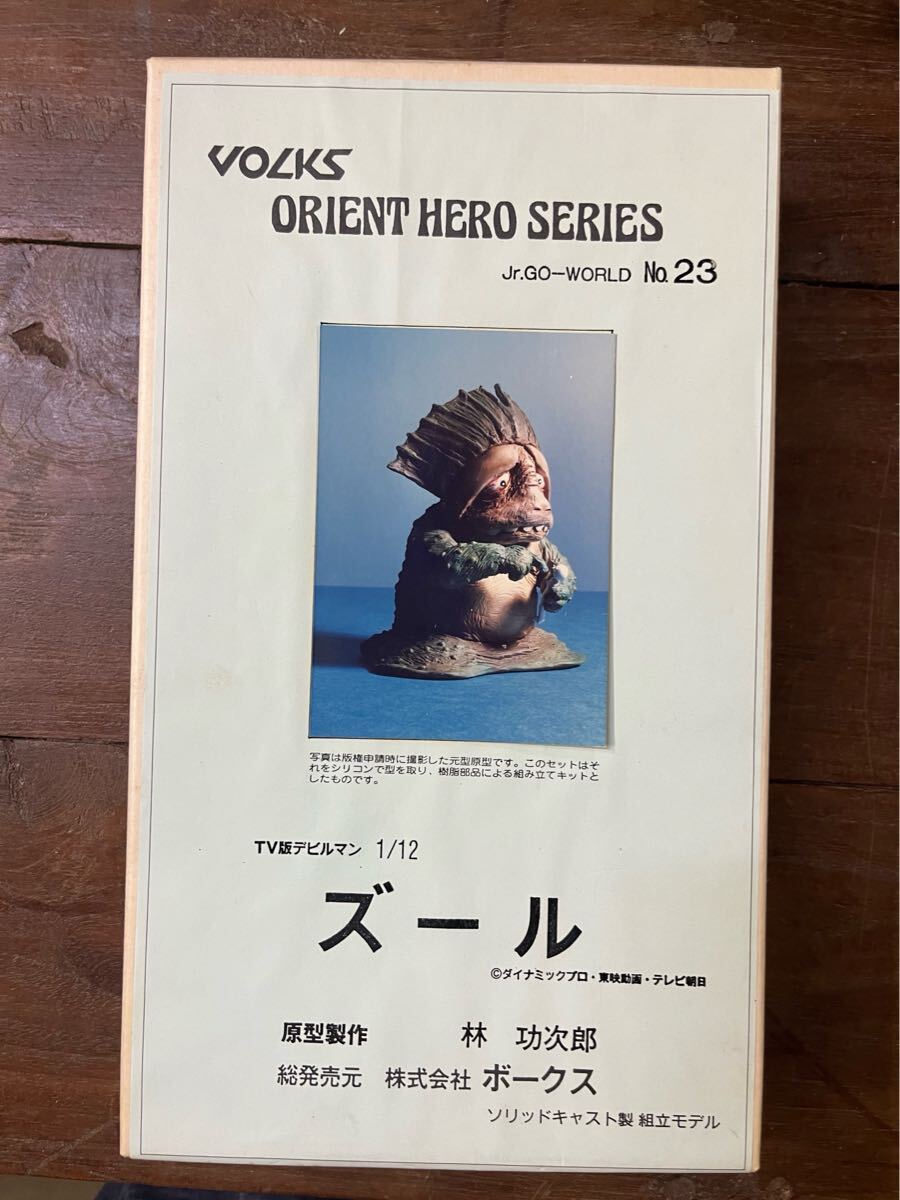 VOLKS
ORIENT HERO SERIES
Jr.GO-WORLD No.23
写真は版権申請時に撮影した元型原型です。このセットはそ
れをシリコンで型を取り、樹脂部品による組み立てキットと
したものです。
TV版デビルマン 1/12
ズール
©ダイナミックプロ・東映動画・テレビ朝日
原型製作 林 功次郎
総発売元 株式会社 ボークス
ソリッドキャスト製 組立モデル